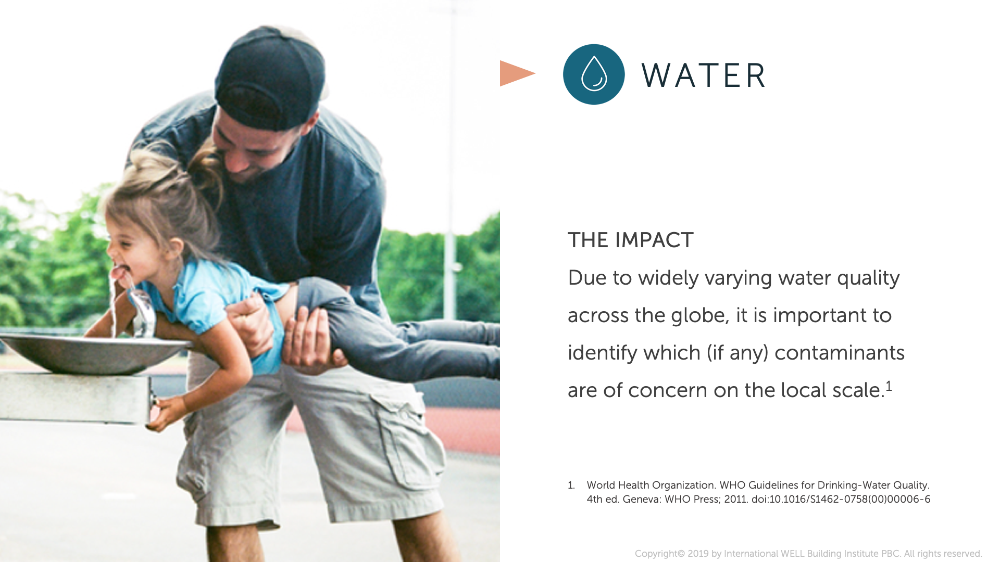 WATER
THE IMPACT
Due to widely varying water quality
across the globe, it is important to
identify which (if any) contaminants
are of concern on the local scale.¹
1. World Health Organization. WHO Guidelines for Drinking-Water Quality.
4th ed. Geneva: WHO Press; 2011. doi:10.1016/S1462-0758(00)00006-6
Copyright© 2019 by International WELL Building Institute PBC. All rights reserved.